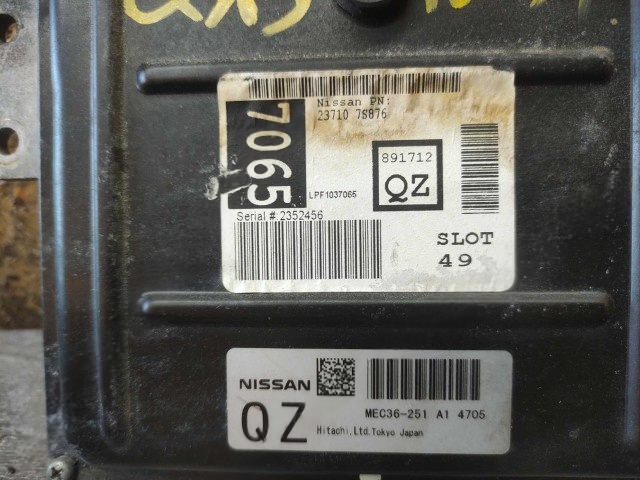 Nissan PN:
23710 7S876
7065
891712
QZ
LPF1037065
Serial #:2352456
SLOT
49
NISSAN
QZ
MEC36-251 A1 4705
Hitachi,Ltd.Tokyo Japan